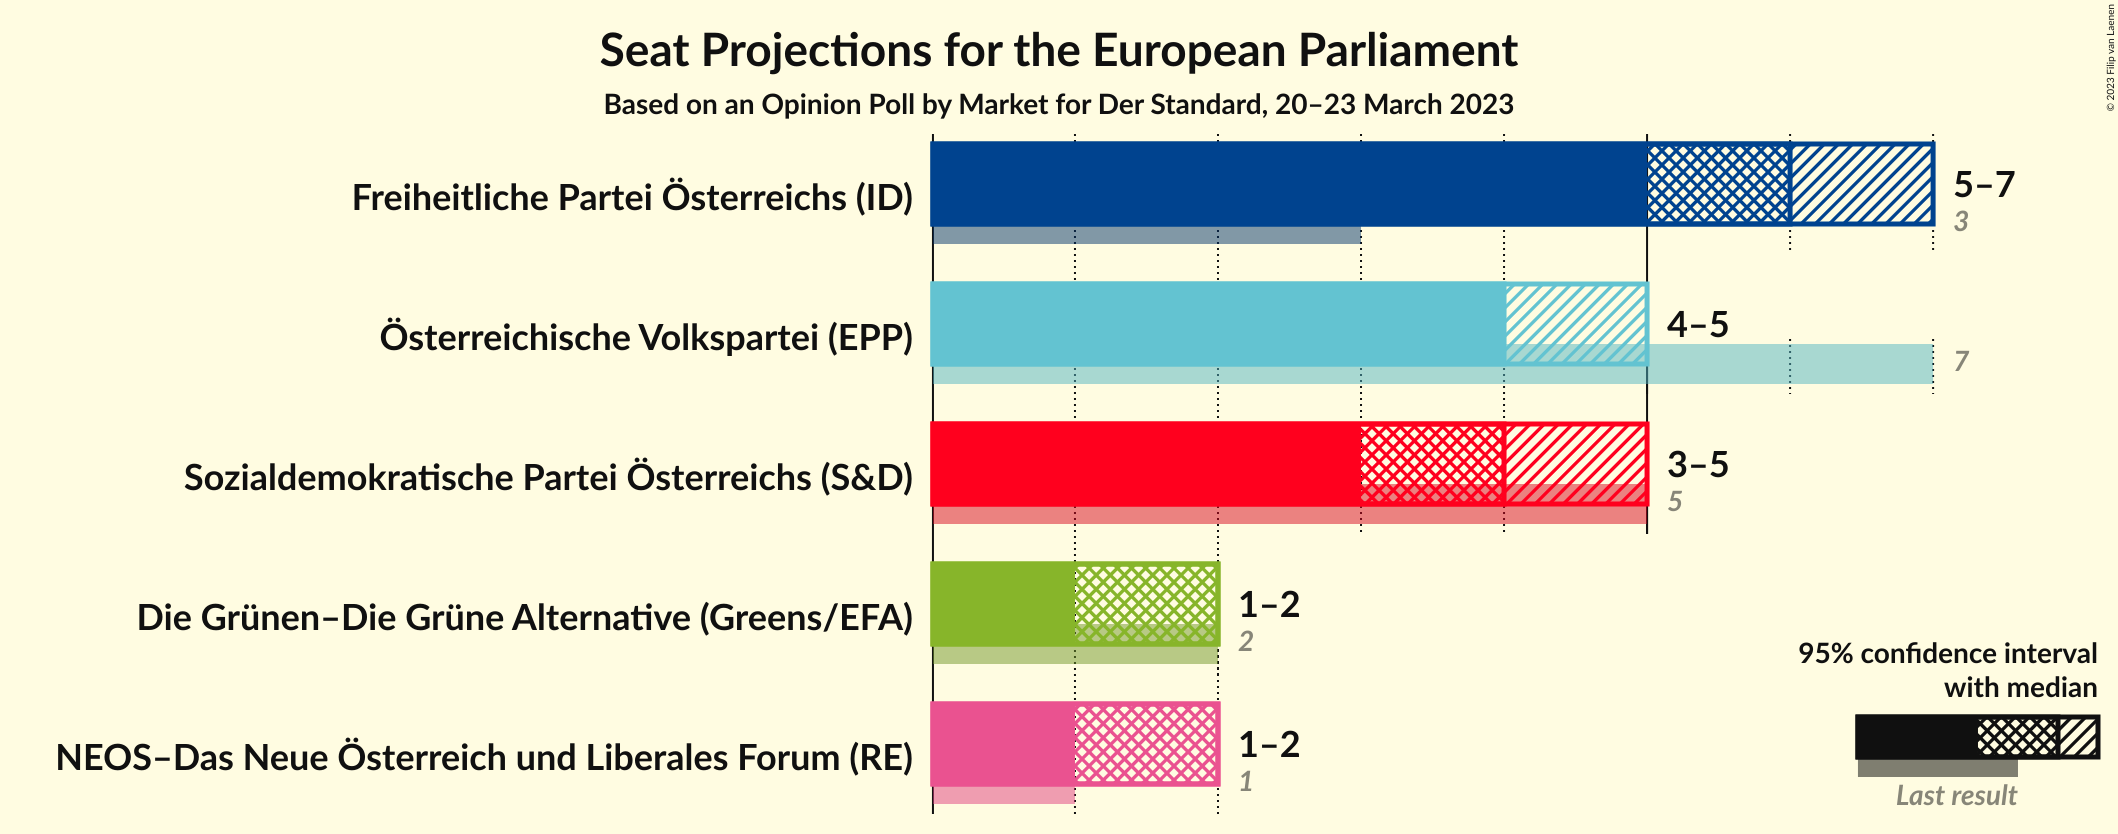 Seat Projections for the European Parliament
Based on an Opinion Poll by Market for Der Standard, 20–23 March 2023
© 2023 Filip van Laenen
Freiheitliche Partei Österreichs (ID)
5–7
3
Österreichische Volkspartei (EPP)
4–5
7
Sozialdemokratische Partei Österreichs (S&D)
3–5
5
Die Grünen–Die Grüne Alternative (Greens/EFA)
1–2
2
NEOS–Das Neue Österreich und Liberales Forum (RE)
1–2
1
95% confidence interval
with median
Last result